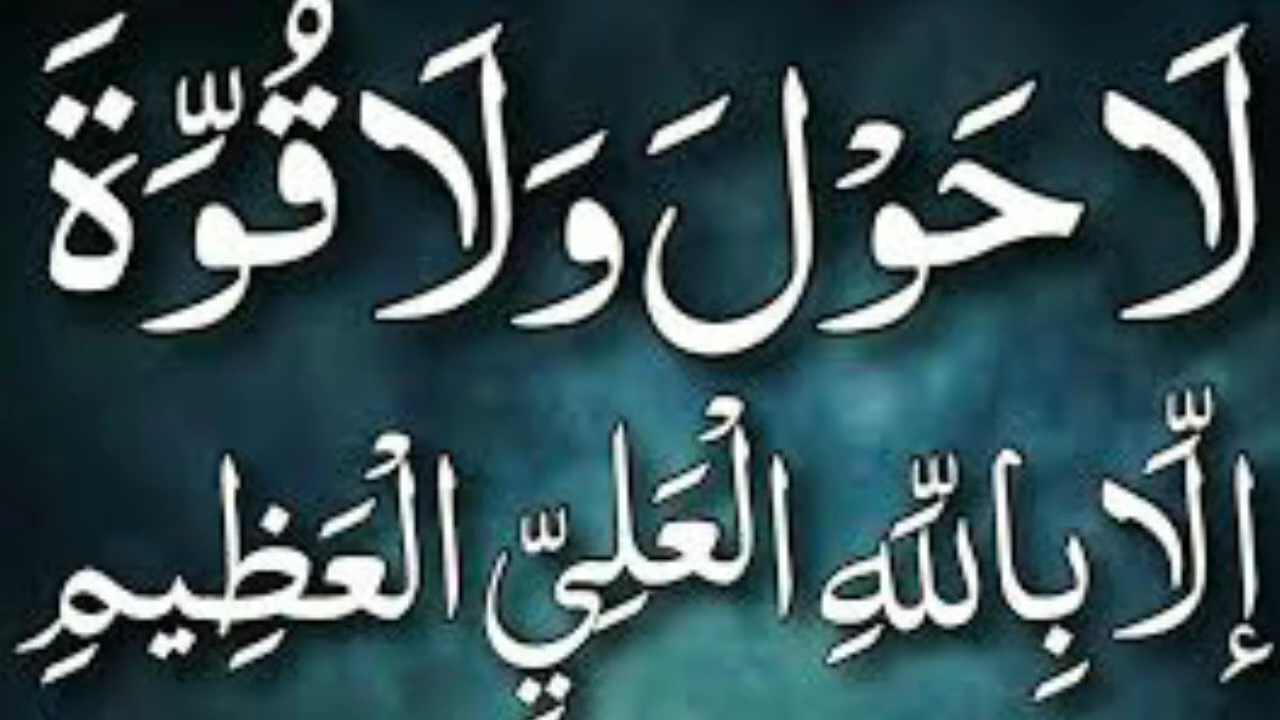 لَا حَوْلَ وَلَا قُوَّةَ
إِلَّا بِاللَّهِ الْعَلِيِّ الْعَظِيمِ